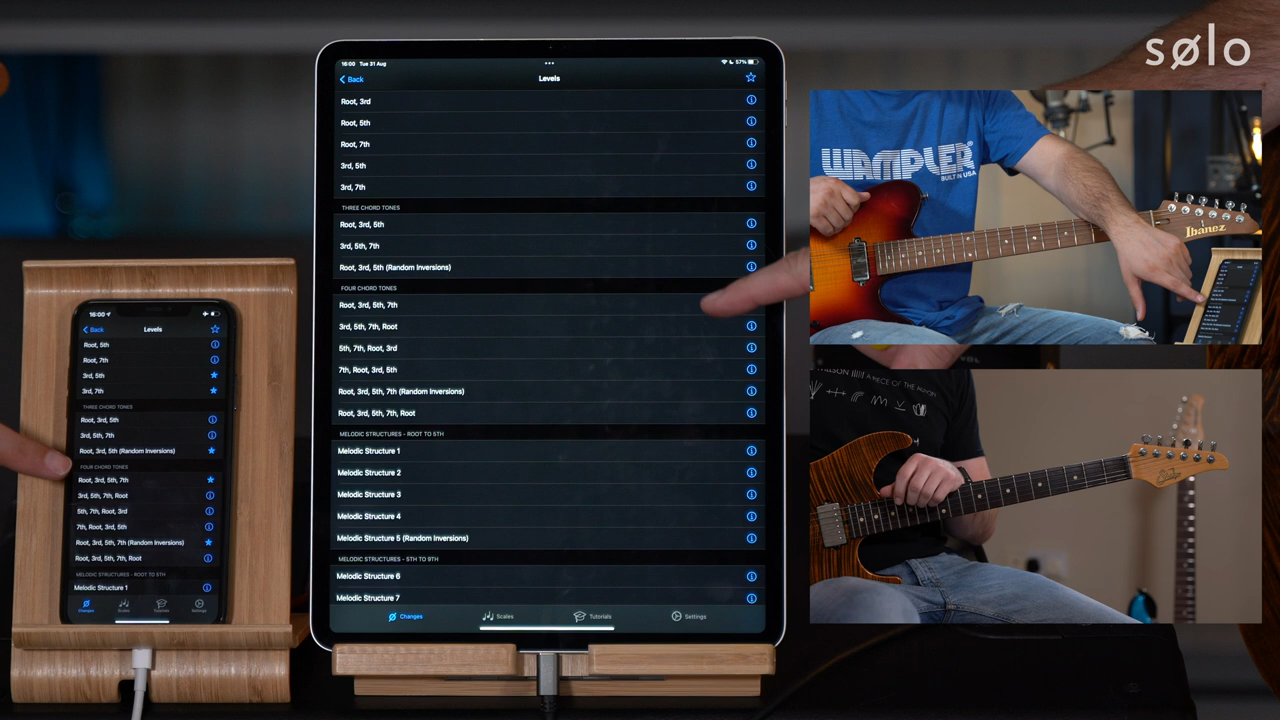 sølo
16:00
Back
Levels
Root, 5th
Root, 7th
3rd, 5th
3rd, 7th
THREE CHORD TONES
Root, 3rd, 5th
3rd, 5th, 7th
Root, 3rd, 5th (Random Inversions)
FOUR CHORD TONES
Root, 3rd, 5th, 7th
3rd, 5th, 7th, Root
5th, 7th, Root, 3rd
7th, Root, 3rd, 5th
Root, 3rd, 5th, 7th (Random Inversions)
Root, 3rd, 5th, 7th, Root
MELODIC STRUCTURES - ROOT TO 5TH
Melodic Structure 1
Changes
Scales
Tutorials
Settings
16:00 Tue 31 Aug
57%
Back
Levels
Root, 3rd
Root, 5th
Root, 7th
3rd, 5th
3rd, 7th
THREE CHORD TONES
Root, 3rd, 5th
3rd, 5th, 7th
Root, 3rd, 5th (Random Inversions)
FOUR CHORD TONES
Root, 3rd, 5th, 7th
3rd, 5th, 7th, Root
5th, 7th, Root, 3rd
7th, Root, 3rd, 5th
Root, 3rd, 5th, 7th (Random Inversions)
Root, 3rd, 5th, 7th, Root
MELODIC STRUCTURES - ROOT TO 5TH
Melodic Structure 1
Melodic Structure 2
Melodic Structure 3
Melodic Structure 4
Melodic Structure 5 (Random Inversions)
MELODIC STRUCTURES - 5TH TO 9TH
Melodic Structure 6
Melodic Structure 7
Changes
Scales
Tutorials
Settings
WAMPLER
BUILT IN USA
Ibanez
A PIECE OF THE